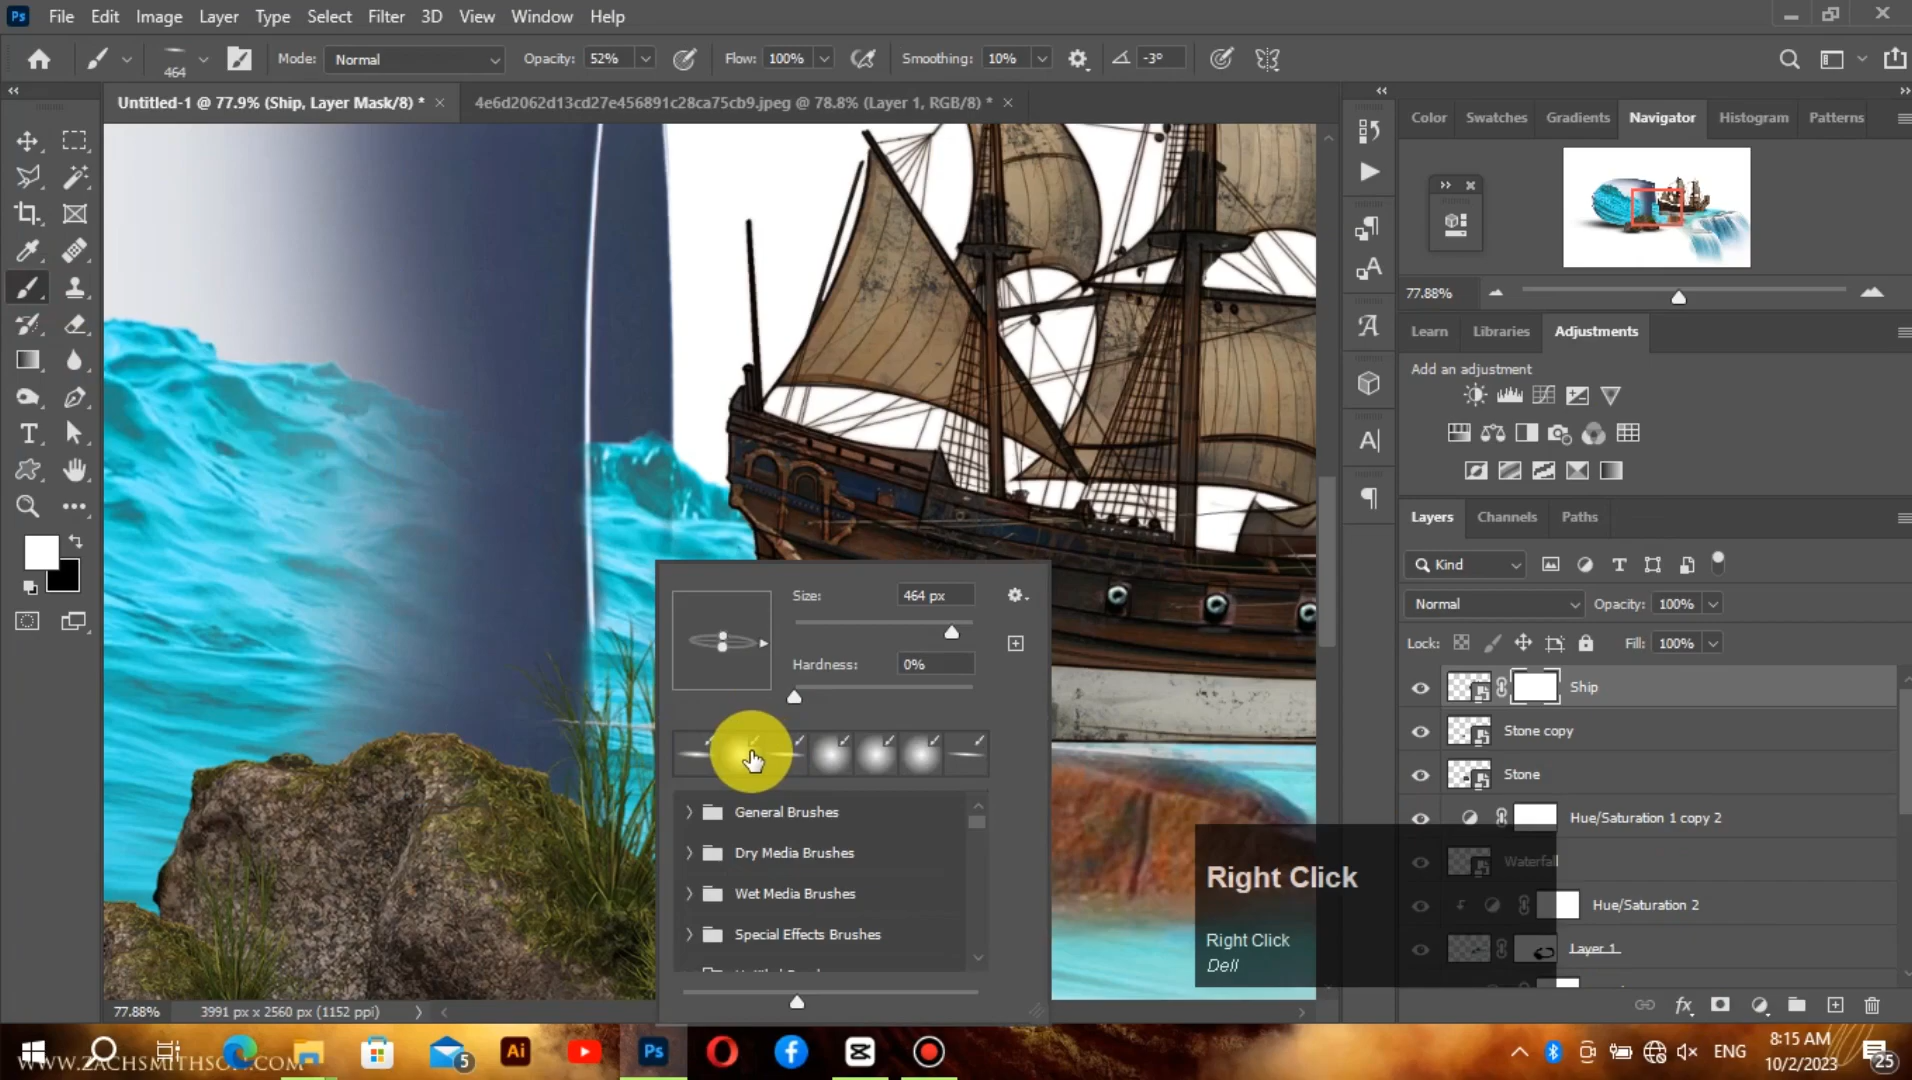 Ps File Edit Image Layer Type Select Filter 3D View Window Help
464 Mode: Normal Opacity: 52% Flow: 100% Smoothing: 10% -3°
Untitled-1 @ 77.9% (Ship, Layer Mask/8) * × 4e6d2062d13cd27e456891c28ca75cb9.jpeg @ 78.8% (Layer 1, RGB/8) * ×
Color Swatches Gradients Navigator Histogram Patterns
77.88%
Learn Libraries Adjustments
Add an adjustment
Layers Channels Paths
Kind
Normal Opacity: 100%
Lock: Fill: 100%
Ship
Stone copy
Stone
Hue/Saturation 1 copy 2
Waterfall
Hue/Saturation 2
Layer 1
Size: 464 px
Hardness: 0%
General Brushes
Dry Media Brushes
Wet Media Brushes
Special Effects Brushes
Right Click
Right Click
Dell
77.88% 3991 px x 2560 px (1152 ppi)
5 Ai Ps
ENG
8:15 AM
10/2/2023
25